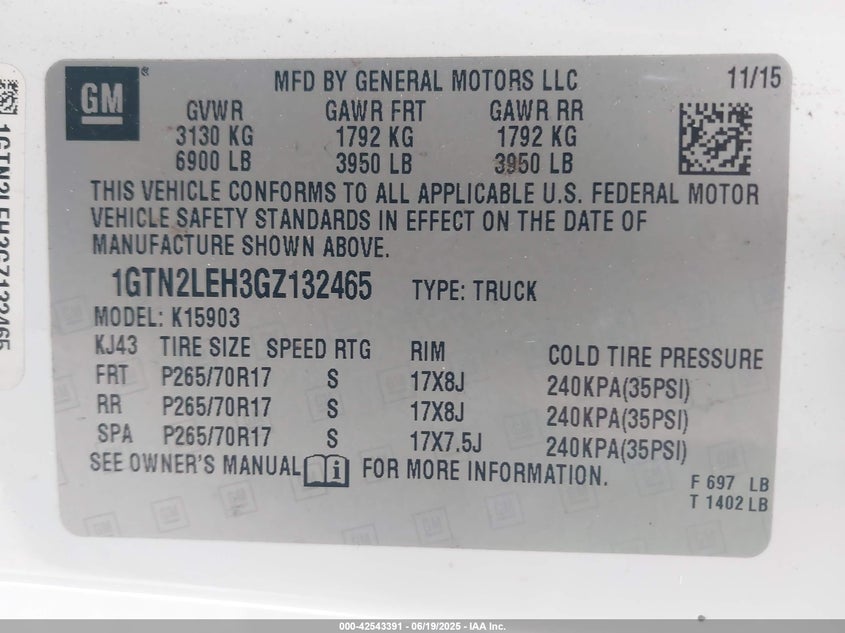 GM ®
MFD BY GENERAL MOTORS LLC 11/15
GVWR GAWR FRT GAWR RR
3130 KG 1792 KG 1792 KG
6900 LB 3950 LB 3950 LB
THIS VEHICLE CONFORMS TO ALL APPLICABLE U.S. FEDERAL MOTOR
VEHICLE SAFETY STANDARDS IN EFFECT ON THE DATE OF
MANUFACTURE SHOWN ABOVE.
1GTN2LEH3GZ132465 TYPE: TRUCK
MODEL: K15903
KJ43 TIRE SIZE SPEED RTG RIM COLD TIRE PRESSURE
FRT P265/70R17 S 17X8J 240KPA(35PSI)
RR P265/70R17 S 17X8J 240KPA(35PSI)
SPA P265/70R17 S 17X7.5J 240KPA(35PSI)
SEE OWNER'S MANUAL FOR MORE INFORMATION.
F 697 LB
T 1402 LB
1GTN2LEH3GZ132465
000-42543391 - 06/19/2025 - IAA Inc.